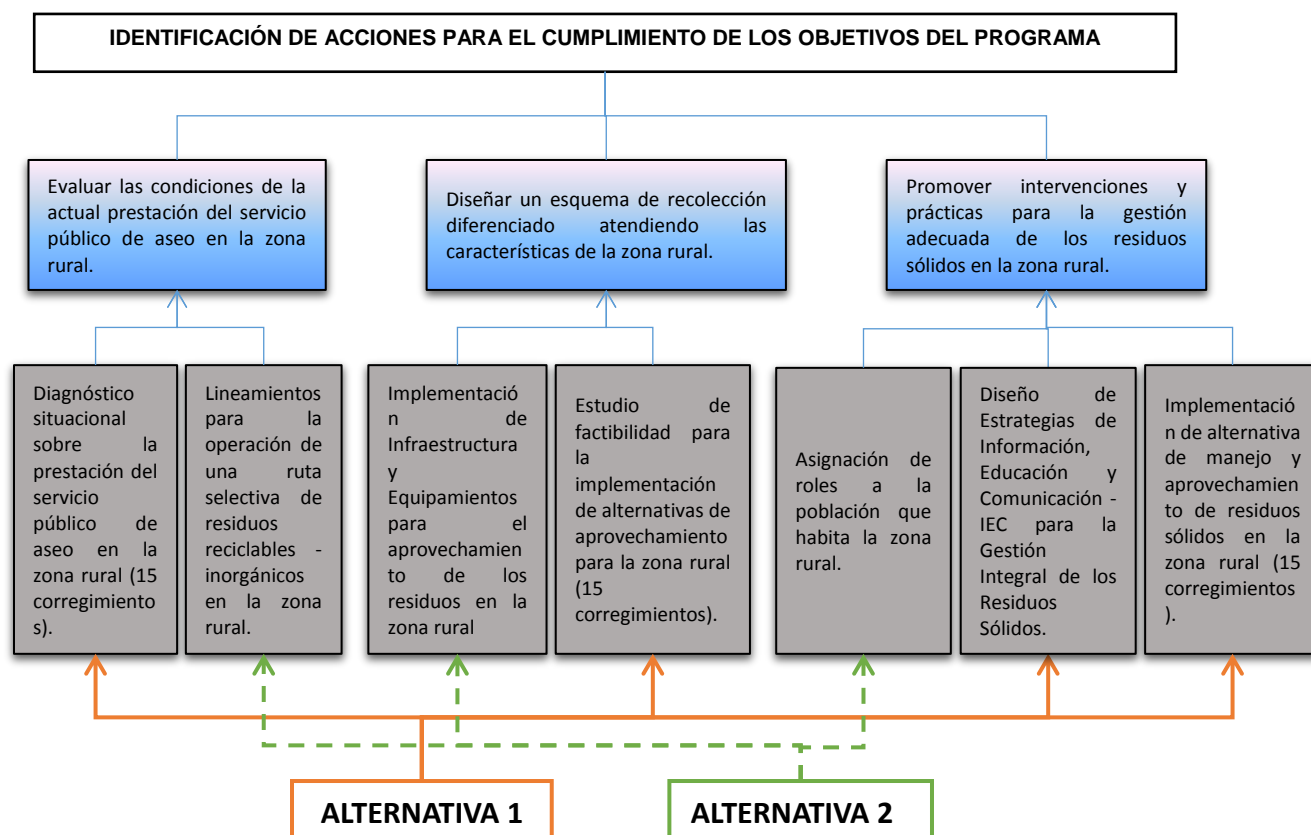 IDENTIFICACIÓN DE ACCIONES PARA EL CUMPLIMIENTO DE LOS OBJETIVOS DEL PROGRAMA
Evaluar las condiciones de la
actual prestación del servicio
público de aseo en la zona
rural.
Diseñar un esquema de recolección
diferenciado atendiendo las
características de la zona rural.
Promover intervenciones y
prácticas para la gestión
adecuada de los residuos
sólidos en la zona rural.
Diagnóstico
situacional
sobre la
prestación del
servicio
público de
aseo en la
zona rural (15
corregimiento
s).
Lineamientos
para la
operación de
una ruta
selectiva de
residuos
reciclables -
inorgánicos
en la zona
rural.
Implementació
n de
Infraestructura
y
Equipamientos
para el
aprovechamien
to de los
residuos en la
zona rural
Estudio de
factibilidad para
la
implementación
de alternativas de
aprovechamiento
para la zona rural
(15
corregimientos).
Asignación de
roles a la
población que
habita la zona
rural.
Diseño de
Estrategias de
Información,
Educación y
Comunicación -
IEC para la
Gestión
Integral de los
Residuos
Sólidos.
Implementació
n de alternativa
de manejo y
aprovechamien
to de residuos
sólidos en la
zona rural (15
corregimientos
).
ALTERNATIVA 1
ALTERNATIVA 2